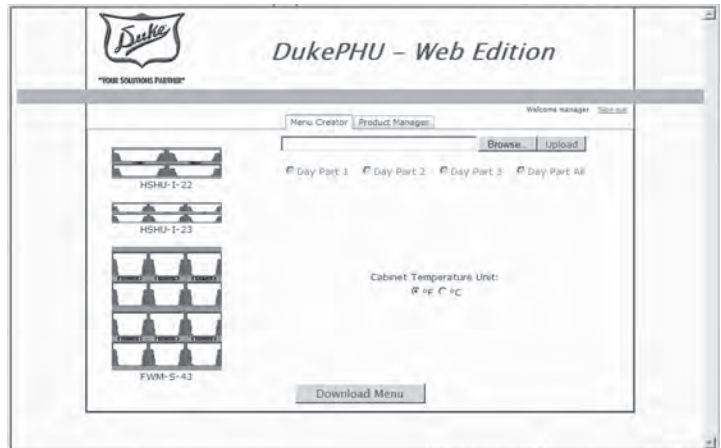 Duke
"YOUR SOLUTIONS PARTNER"
DukePHU – Web Edition
Welcome manager Sign out
Menu Creator Product Manager
Browse... Upload
Day Part 1 Day Part 2 Day Part 3 Day Part All
HSHU-I-22
HSHU-I-23
FWM-S-43
Cabinet Temperature Unit:
°F °C
Download Menu